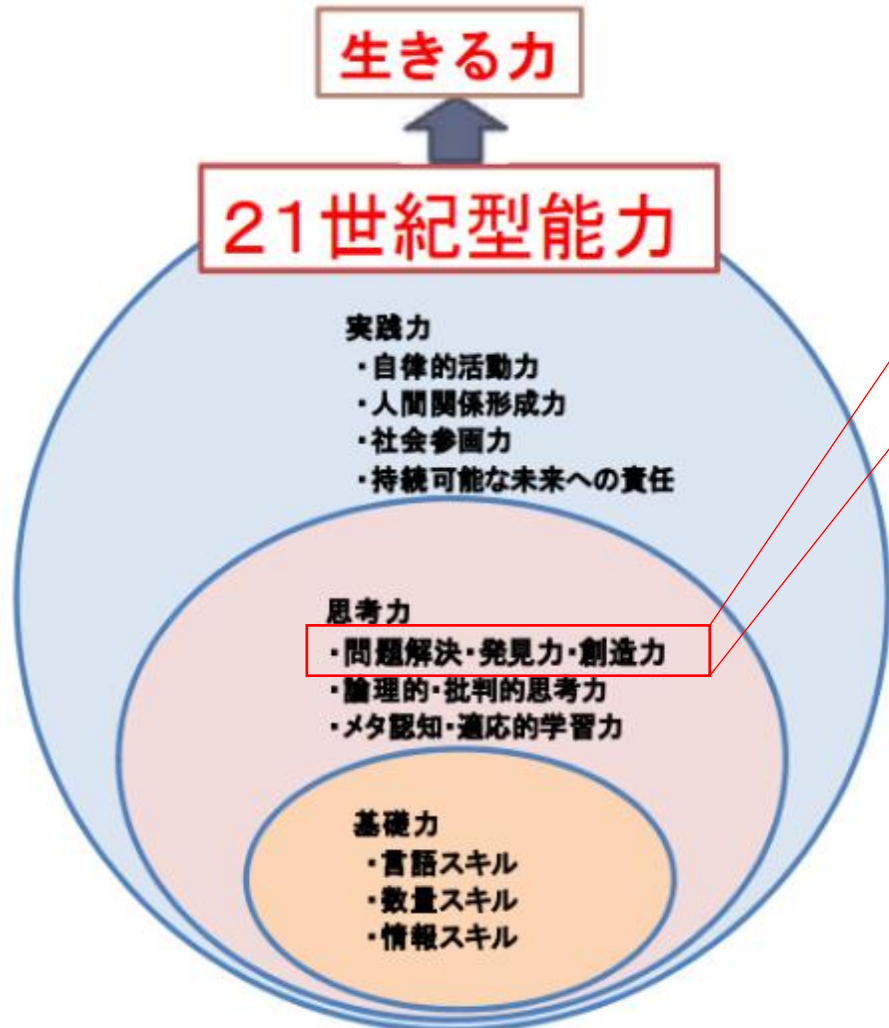 生きる力
21世紀型能力
実践力
・自律的活動力
・人間関係形成力
・社会参画力
・持続可能な未来への責任
思考力
・問題解決・発見力・創造力
・論理的・批判的思考力
・メタ認知・適応的学習力
基礎力
・言語スキル
・数量スキル
・情報スキル